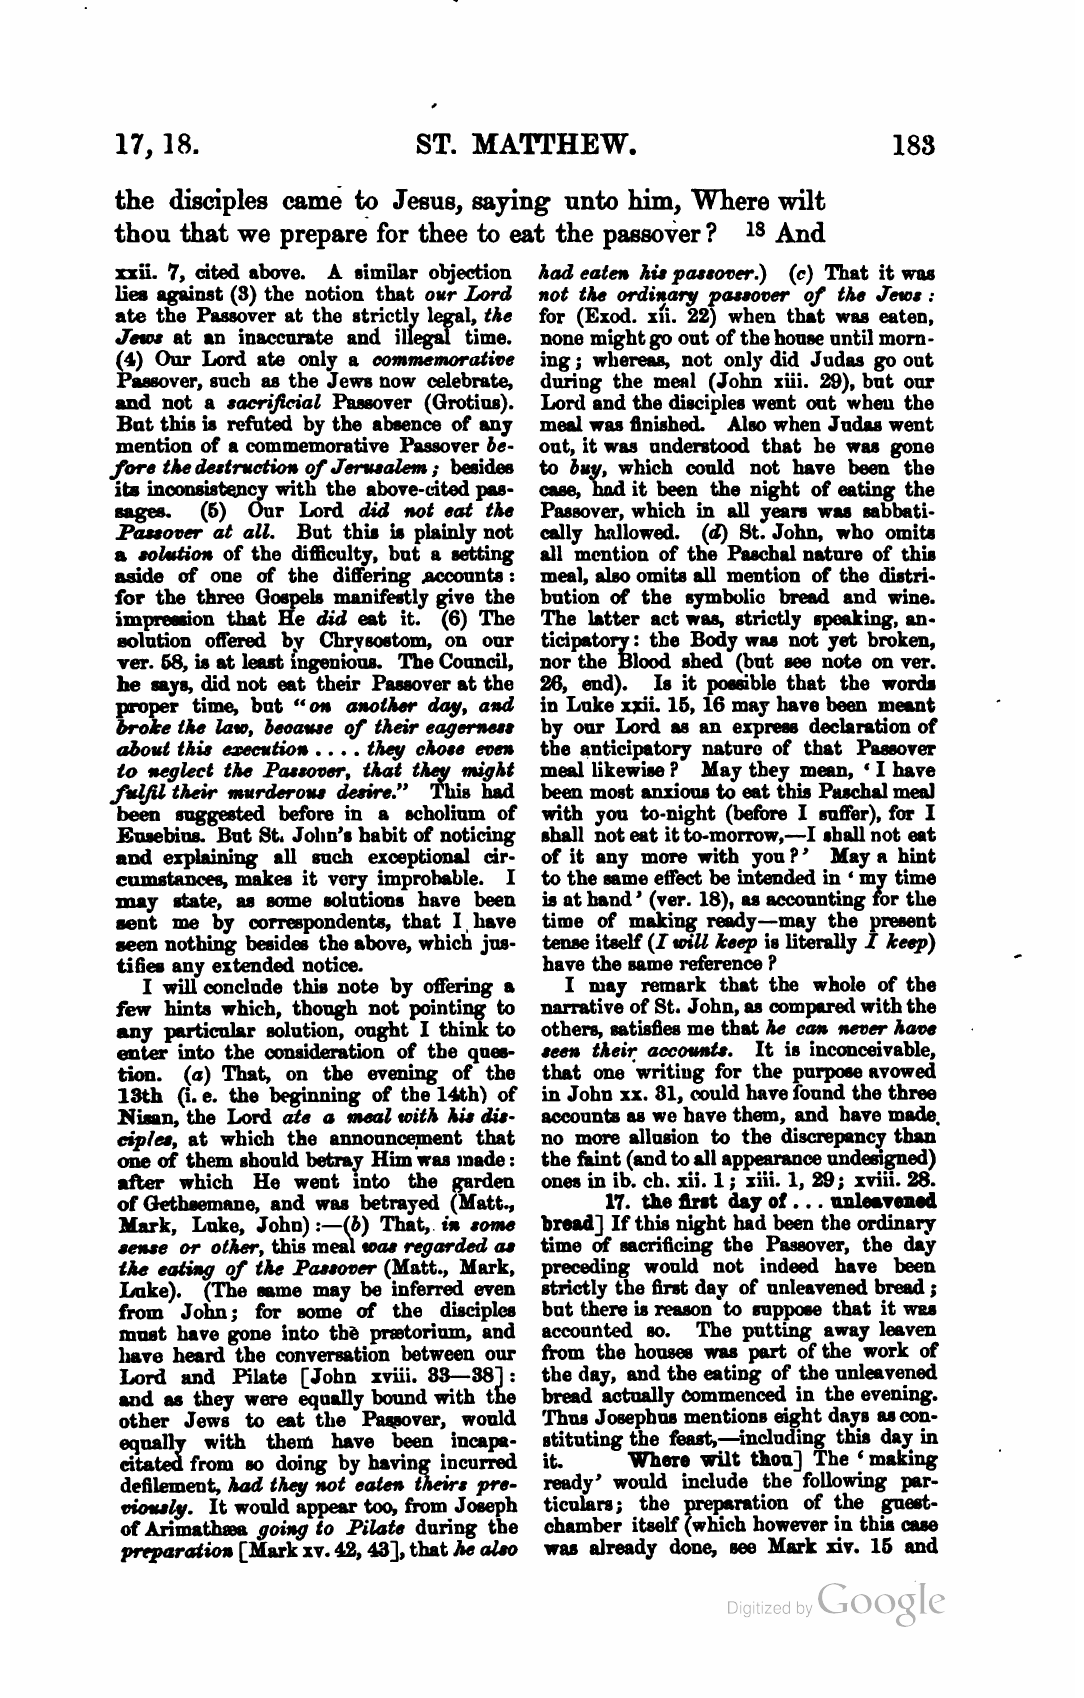 17, 18. ST. MATTHEW. 183
the disciples came to Jesus, saying unto him, Where wilt
thou that we prepare for thee to eat the passover? 18 And
xxii. 7, cited above. A similar objection
lies against (3) the notion that our Lord
ate the Passover at the strictly legal, the
Jews at an inaccurate and illegal time.
(4) Our Lord ate only a commemorative
Passover, such as the Jews now celebrate,
and not a sacrificial Passover (Grotius).
But this is refuted by the absence of any
mention of a commemorative Passover be-
fore the destruction of Jerusalem; besides
its inconsistency with the above-cited pas-
sages. (5) Our Lord did not eat the
Passover at all. But this is plainly not
a solution of the difficulty, but a setting
aside of one of the differing accounts:
for the three Gospels manifestly give the
impression that He did eat it. (6) The
solution offered by Chrysostom, on our
ver. 58, is at least ingenious. The Council,
he says, did not eat their Passover at the
proper time, but "on another day, and
broke the law, because of their eagerness
about this execution .... they chose even
to neglect the Passover, that they might
fulfil their murderous desire." This had
been suggested before in a scholium of
Eusebius. But St. John's habit of noticing
and explaining all such exceptional cir-
cumstances, makes it very improbable. I
may state, as some solutions have been
sent me by correspondents, that I have
seen nothing besides the above, which jus-
tifies any extended notice.
I will conclude this note by offering a
few hints which, though not pointing to
any particular solution, ought I think to
enter into the consideration of the ques-
tion. (a) That, on the evening of the
13th (i. e. the beginning of the 14th) of
Nisan, the Lord ate a meal with his dis-
ciples, at which the announcement that
one of them should betray Him was made:
after which He went into the garden
of Gethsemane, and was betrayed (Matt.,
Mark, Luke, John):—(b) That, in some
sense or other, this meal was regarded as
the eating of the Passover (Matt., Mark,
Luke). (The same may be inferred even
from John; for some of the disciples
must have gone into the prætorium, and
have heard the conversation between our
Lord and Pilate [John xviii. 33—38]:
and as they were equally bound with the
other Jews to eat the Passover, would
equally with them have been incapa-
citated from so doing by having incurred
defilement, had they not eaten theirs pre-
viously. It would appear too, from Joseph
of Arimathæa going to Pilate during the
preparation [Mark xv. 42, 43], that he also
had eaten his passover.) (c) That it was
not the ordinary passover of the Jews:
for (Exod. xii. 22) when that was eaten,
none might go out of the house until morn-
ing; whereas, not only did Judas go out
during the meal (John xiii. 29), but our
Lord and the disciples went out when the
meal was finished. Also when Judas went
out, it was understood that he was gone
to buy, which could not have been the
case, had it been the night of eating the
Passover, which in all years was sabbati-
cally hallowed. (d) St. John, who omits
all mention of the Paschal nature of this
meal, also omits all mention of the distri-
bution of the symbolic bread and wine.
The latter act was, strictly speaking, an-
ticipatory: the Body was not yet broken,
nor the Blood shed (but see note on ver.
26, end). Is it possible that the words
in Luke xxii. 15, 16 may have been meant
by our Lord as an express declaration of
the anticipatory nature of that Passover
meal likewise? May they mean, 'I have
been most anxious to eat this Paschal meal
with you to-night (before I suffer), for I
shall not eat it to-morrow,—I shall not eat
of it any more with you?' May a hint
to the same effect be intended in 'my time
is at hand' (ver. 18), as accounting for the
time of making ready—may the present
tense itself (I will keep is literally I keep)
have the same reference?
I may remark that the whole of the
narrative of St. John, as compared with the
others, satisfies me that he can never have
seen their accounts. It is inconceivable,
that one writing for the purpose avowed
in John xx. 31, could have found the three
accounts as we have them, and have made
no more allusion to the discrepancy than
the faint (and to all appearance undesigned)
ones in ib. ch. xii. 1; xiii. 1, 29; xviii. 28.
17. the first day of ... unleavened
bread] If this night had been the ordinary
time of sacrificing the Passover, the day
preceding would not indeed have been
strictly the first day of unleavened bread;
but there is reason to suppose that it was
accounted so. The putting away leaven
from the houses was part of the work of
the day, and the eating of the unleavened
bread actually commenced in the evening.
Thus Josephus mentions eight days as con-
stituting the feast,—including this day in
it. Where wilt thou] The 'making
ready' would include the following par-
ticulars; the preparation of the guest-
chamber itself (which however in this case
was already done, see Mark xiv. 15 and
Digitized by Google